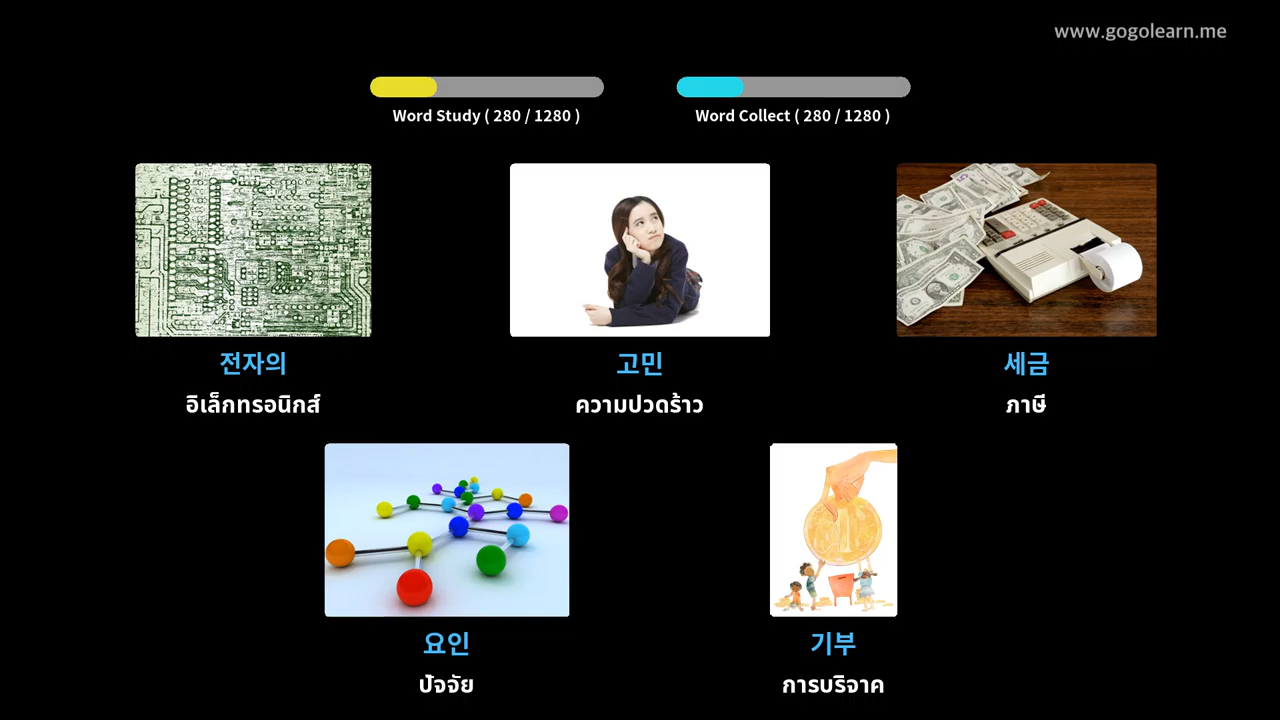 www.gogolearn.me
Word Study ( 280 / 1280 )
Word Collect ( 280 / 1280 )
전자의
고민
세금
อิเล็กทรอนิกส์
ความปวดร้าว
ภาษี
요인
기부
ปัจจัย
การบริจาค